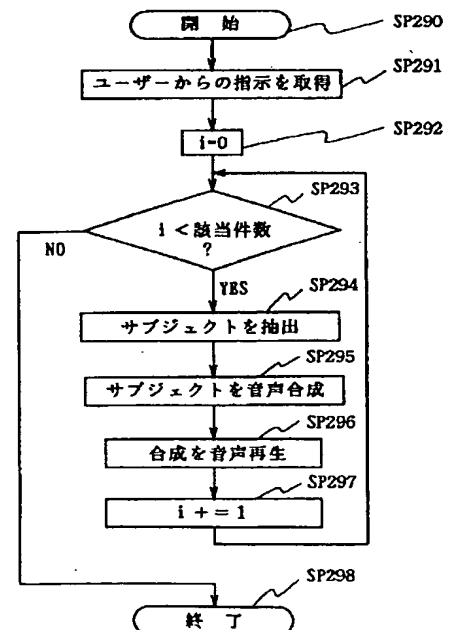 開 始
SP290
SP291
ユーザーからの指示を取得
SP292
i=0
SP293
i < 該当件数
?
NO
YES
SP294
サブジェクトを抽出
SP295
サブジェクトを音声合成
SP296
合成を音声再生
SP297
i += 1
SP298
終 了